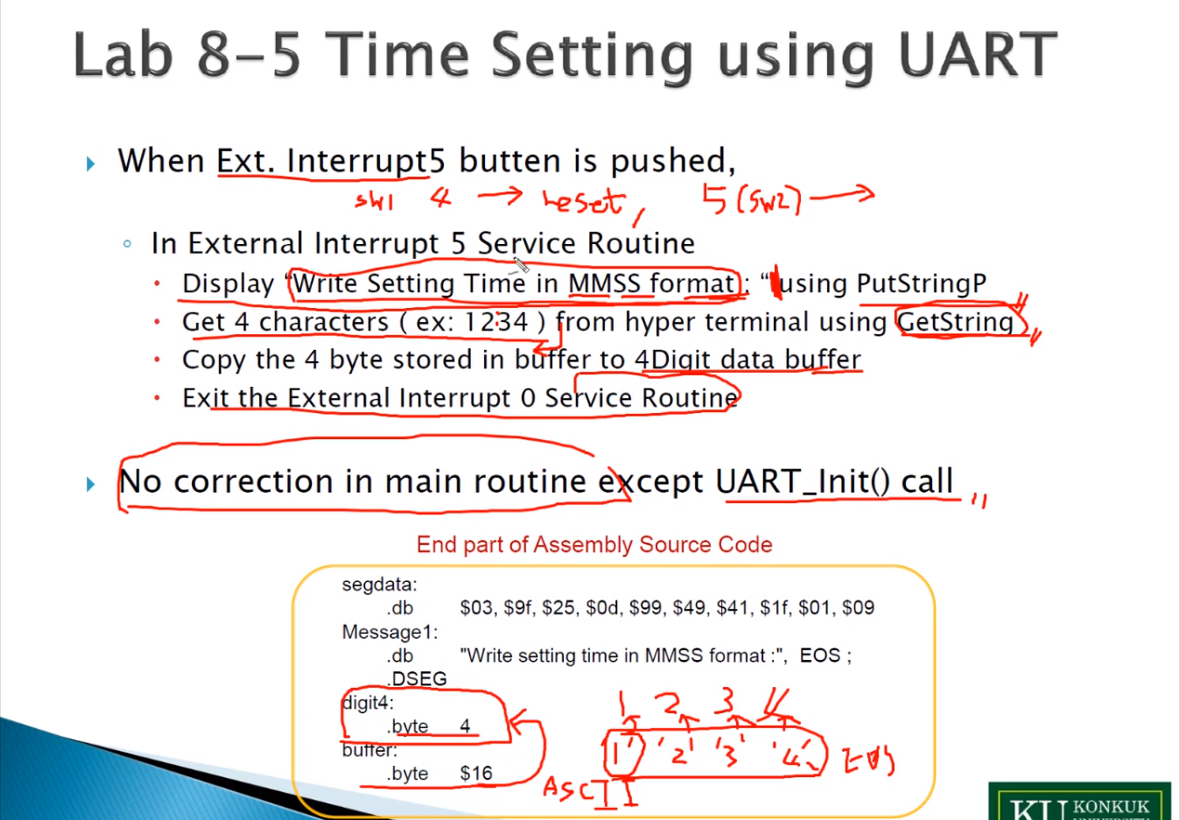 Lab 8-5 Time Setting using UART
When Ext. Interrupt5 butten is pushed,
sw1 4 → reset, 5 (sw2) →
In External Interrupt 5 Service Routine
Display "Write Setting Time in MMSS format : " using PutStringP
Get 4 characters ( ex: 1234 ) from hyper terminal using GetString
Copy the 4 byte stored in buffer to 4Digit data buffer
Exit the External Interrupt 0 Service Routine
No correction in main routine except UART_Init() call
End part of Assembly Source Code
segdata:
.db $03, $9f, $25, $0d, $99, $49, $41, $1f, $01, $09
Message1:
.db "Write setting time in MMSS format :", EOS ;
.DSEG
digit4:
1 2 3 4
.byte 4
buffer:
'1' '2' '3' '4'
.byte $16
ASCII
KU KONKUK